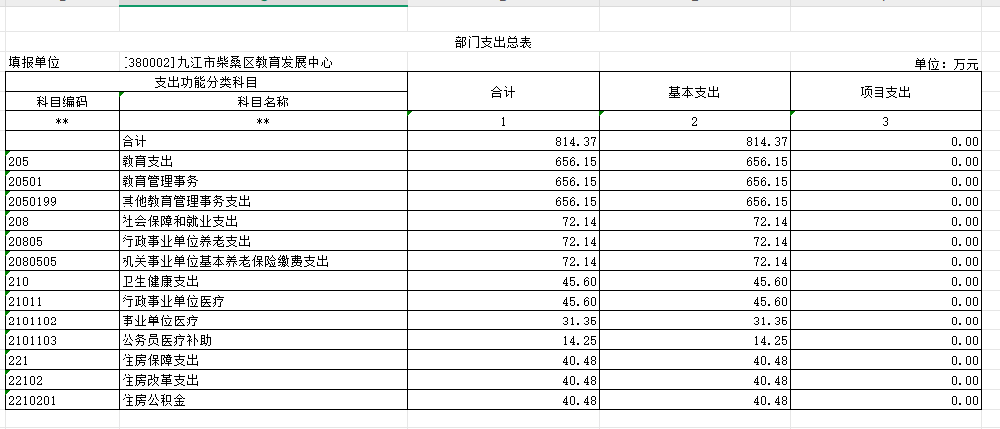 部门支出总表
填报单位 [380002]九江市柴桑区教育发展中心 单位：万元
支出功能分类科目 合计 基本支出 项目支出
科目编码 科目名称
** ** 1 2 3
合计 814.37 814.37 0.00
205 教育支出 656.15 656.15 0.00
20501 教育管理事务 656.15 656.15 0.00
2050199 其他教育管理事务支出 656.15 656.15 0.00
208 社会保障和就业支出 72.14 72.14 0.00
20805 行政事业单位养老支出 72.14 72.14 0.00
2080505 机关事业单位基本养老保险缴费支出 72.14 72.14 0.00
210 卫生健康支出 45.60 45.60 0.00
21011 行政事业单位医疗 45.60 45.60 0.00
2101102 事业单位医疗 31.35 31.35 0.00
2101103 公务员医疗补助 14.25 14.25 0.00
221 住房保障支出 40.48 40.48 0.00
22102 住房改革支出 40.48 40.48 0.00
2210201 住房公积金 40.48 40.48 0.00